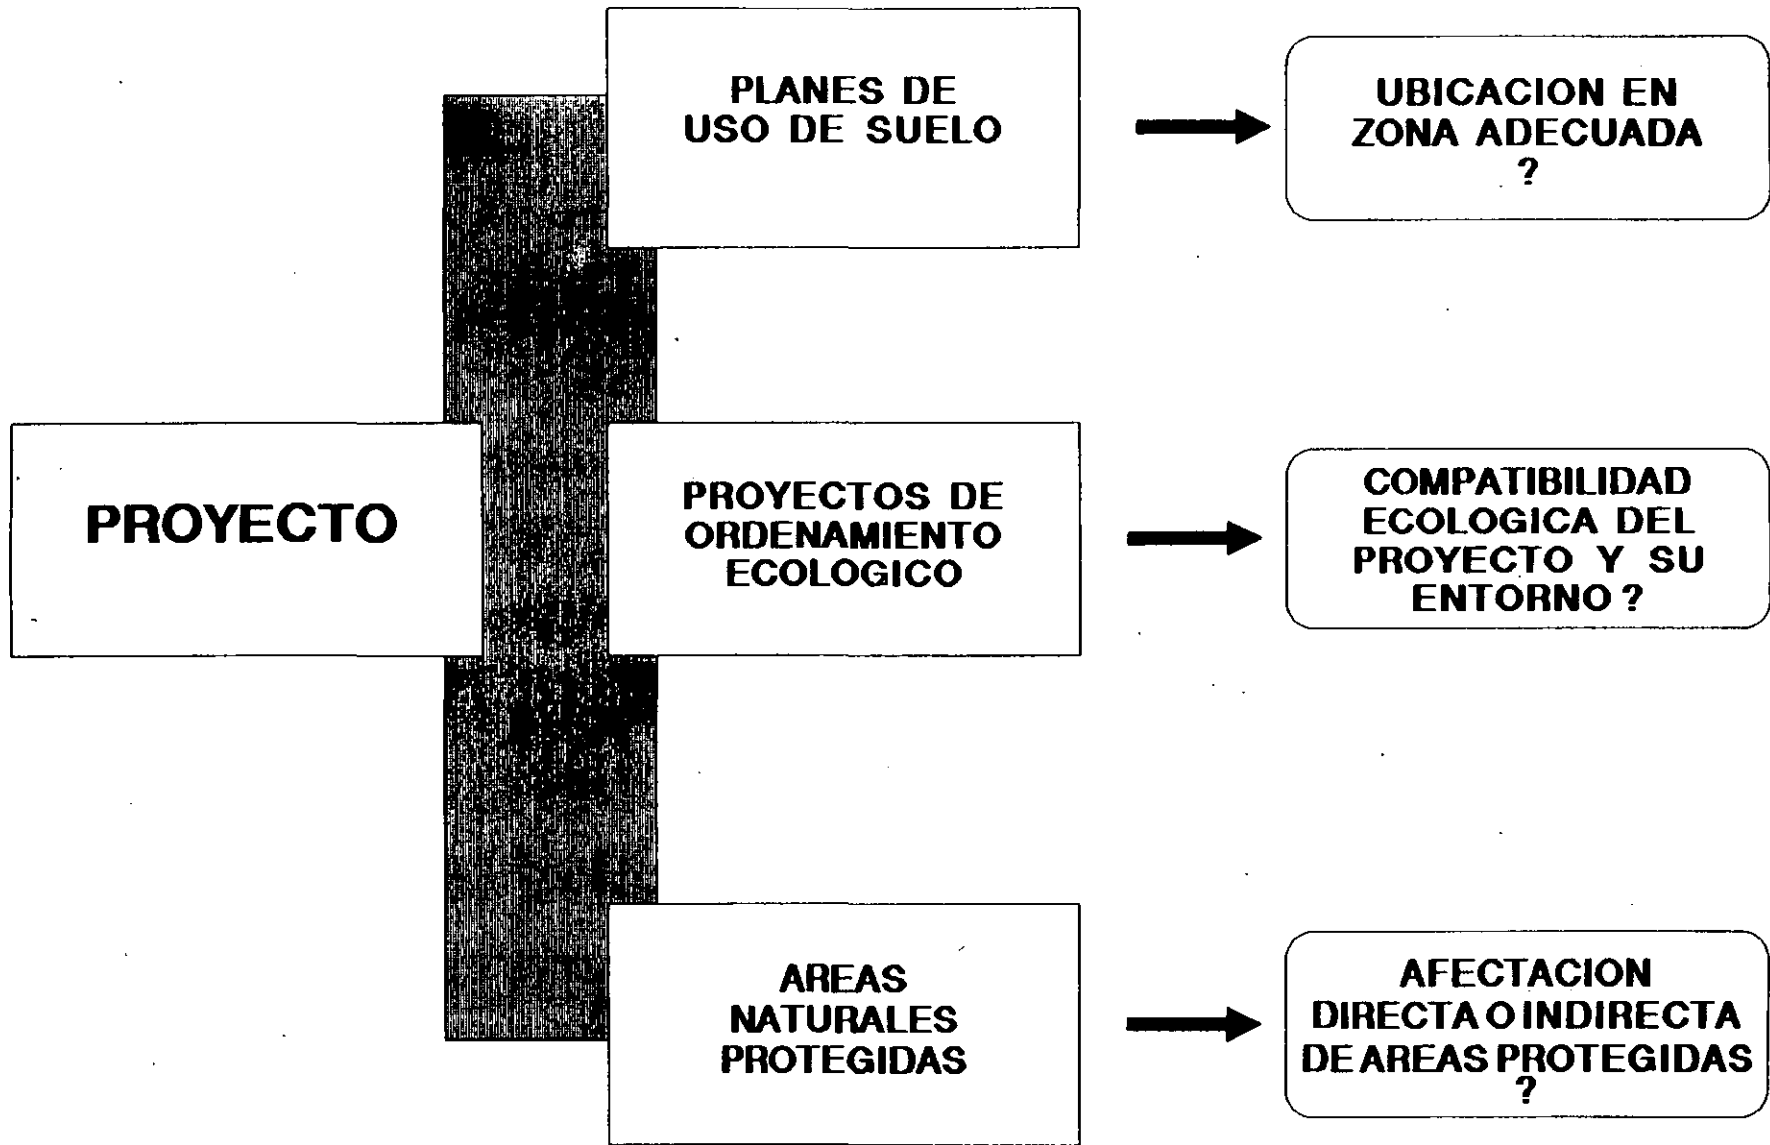 PLANES DE
USO DE SUELO
UBICACION EN
ZONA ADECUADA
?
PROYECTO
PROYECTOS DE
ORDENAMIENTO
ECOLOGICO
COMPATIBILIDAD
ECOLOGICA DEL
PROYECTO Y SU
ENTORNO ?
AREAS
NATURALES
PROTEGIDAS
AFECTACION
DIRECTA O INDIRECTA
DE AREAS PROTEGIDAS
?